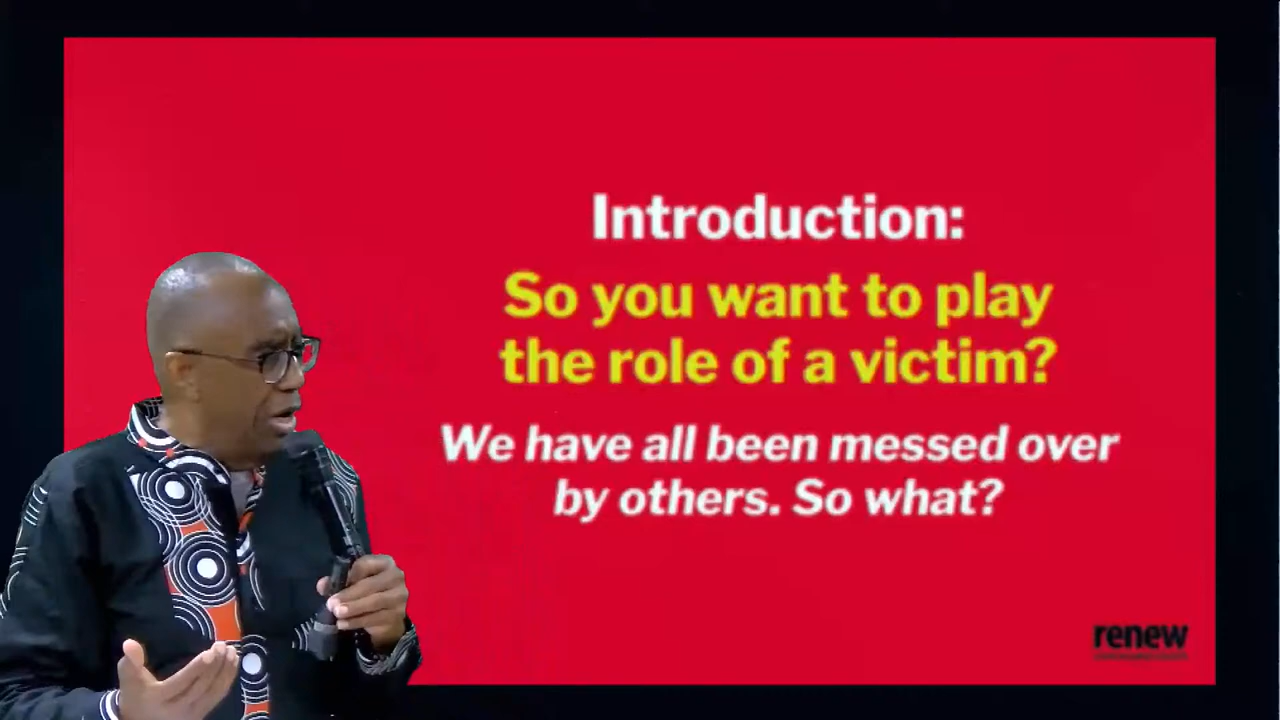 Introduction:
So you want to play
the role of a victim?
We have all been messed over
by others. So what?
renew